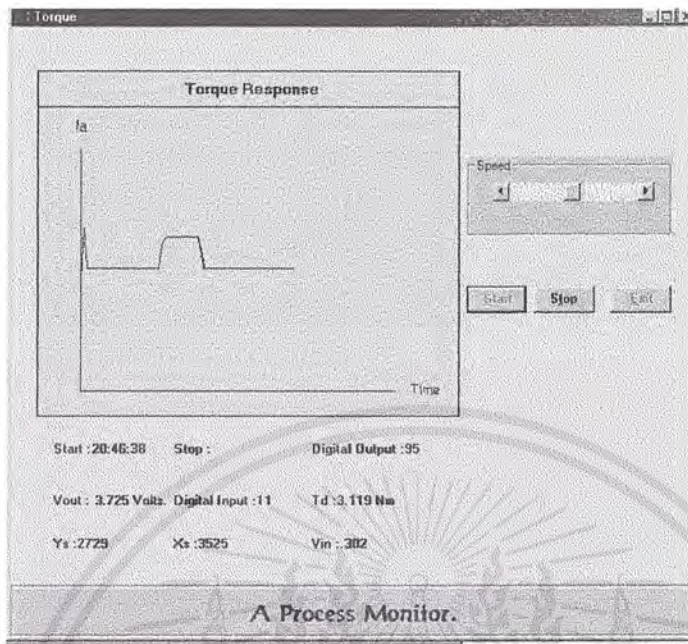 : Torque
Torque Response
Ia
Time
Speed
Start Stop Exit
Start :20:46:38 Stop : Digital Output :95
Vout : 3.725 Volts. Digital Input :11 Td :3.119 Nm
Ys :2729 Xs :3525 Vin :.302
A Process Monitor.